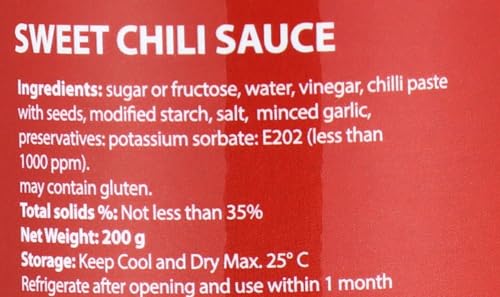 SWEET CHILI SAUCE
Ingredients: sugar or fructose, water, vinegar, chilli paste
with seeds, modified starch, salt,  minced garlic,
preservatives: potassium sorbate: E202 (less than
1000 ppm).
may contain gluten.
Total solids %: Not less than 35%
Net Weight: 200 g
Storage: Keep Cool and Dry Max. 25° C
Refrigerate after opening and use within 1 month